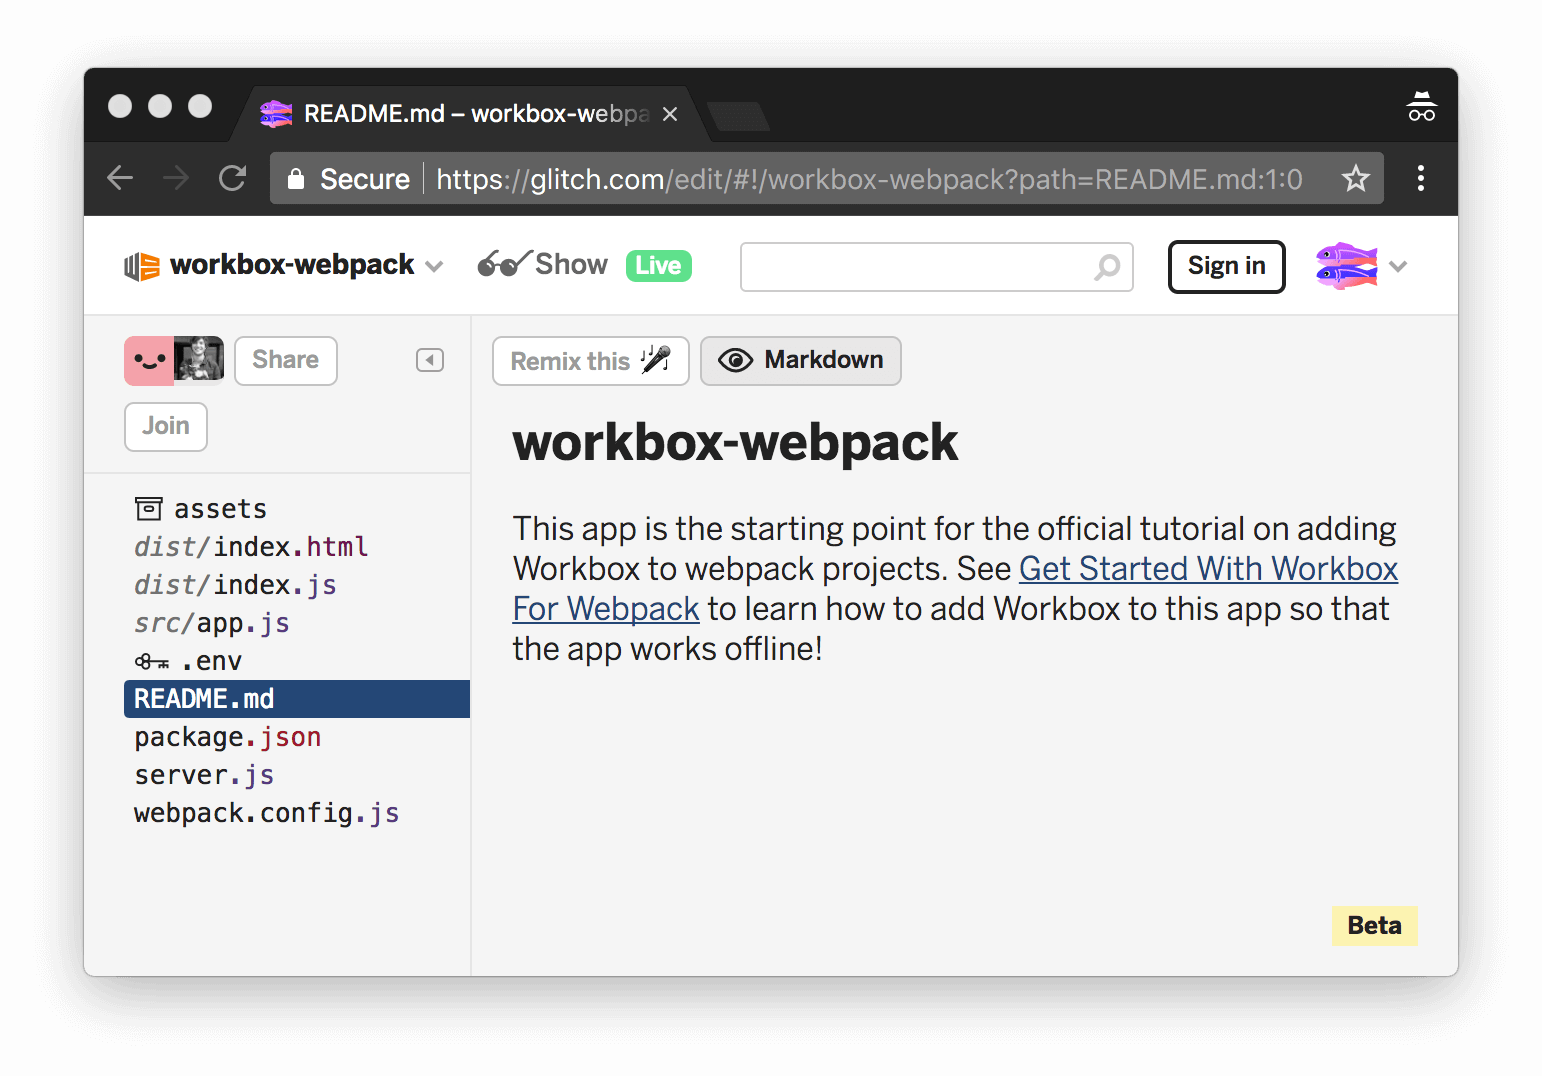 README.md – workbox-webpa
Secure https://glitch.com/edit/#!/workbox-webpack?path=README.md:1:0
workbox-webpack Show Live Sign in
Share Remix this Markdown
Join
workbox-webpack
This app is the starting point for the official tutorial on adding
Workbox to webpack projects. See Get Started With Workbox
For Webpack to learn how to add Workbox to this app so that
the app works offline!
assets
dist/index.html
dist/index.js
src/app.js
.env
README.md
package.json
server.js
webpack.config.js
Beta